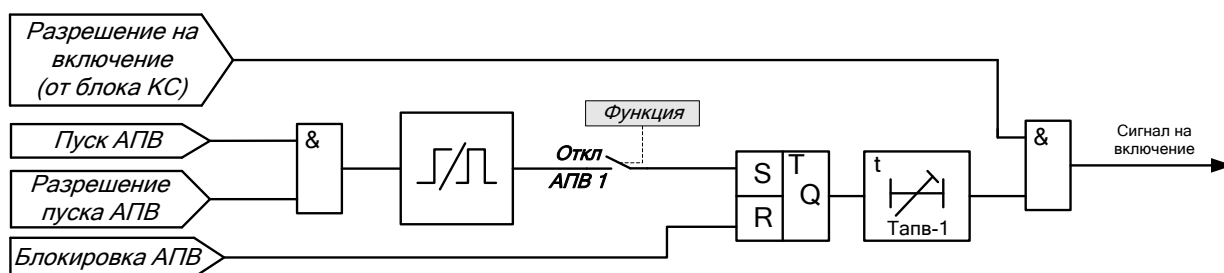 Разрешение на
включение
(от блока КС)
Пуск АПВ
Разрешение
пуска АПВ
Блокировка АПВ
&
Функция
Откл
АПВ 1
S
T
R
Q
t
Тапв-1
&
Сигнал на
включение